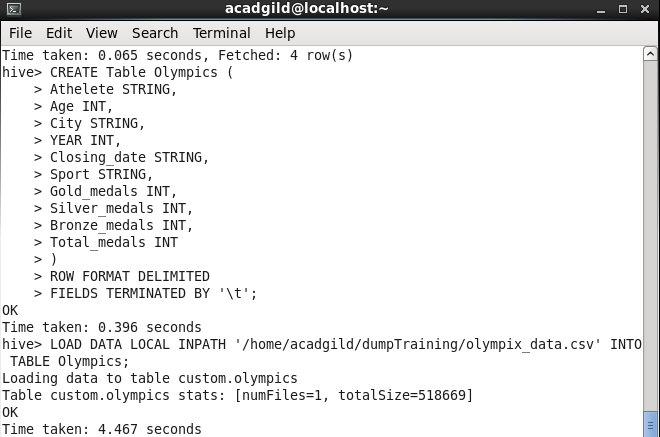 acadgild@localhost:~
File Edit View Search Terminal Help
Time taken: 0.065 seconds, Fetched: 4 row(s)
hive> CREATE Table Olympics (
    > Athelete STRING,
    > Age INT,
    > City STRING,
    > YEAR INT,
    > Closing_date STRING,
    > Sport STRING,
    > Gold_medals INT,
    > Silver_medals INT,
    > Bronze_medals INT,
    > Total_medals INT
    > )
    > ROW FORMAT DELIMITED
    > FIELDS TERMINATED BY '\t';
OK
Time taken: 0.396 seconds
hive> LOAD DATA LOCAL INPATH '/home/acadgild/dumpTraining/olympix_data.csv' INTO
 TABLE Olympics;
Loading data to table custom.olympics
Table custom.olympics stats: [numFiles=1, totalSize=518669]
OK
Time taken: 4.467 seconds